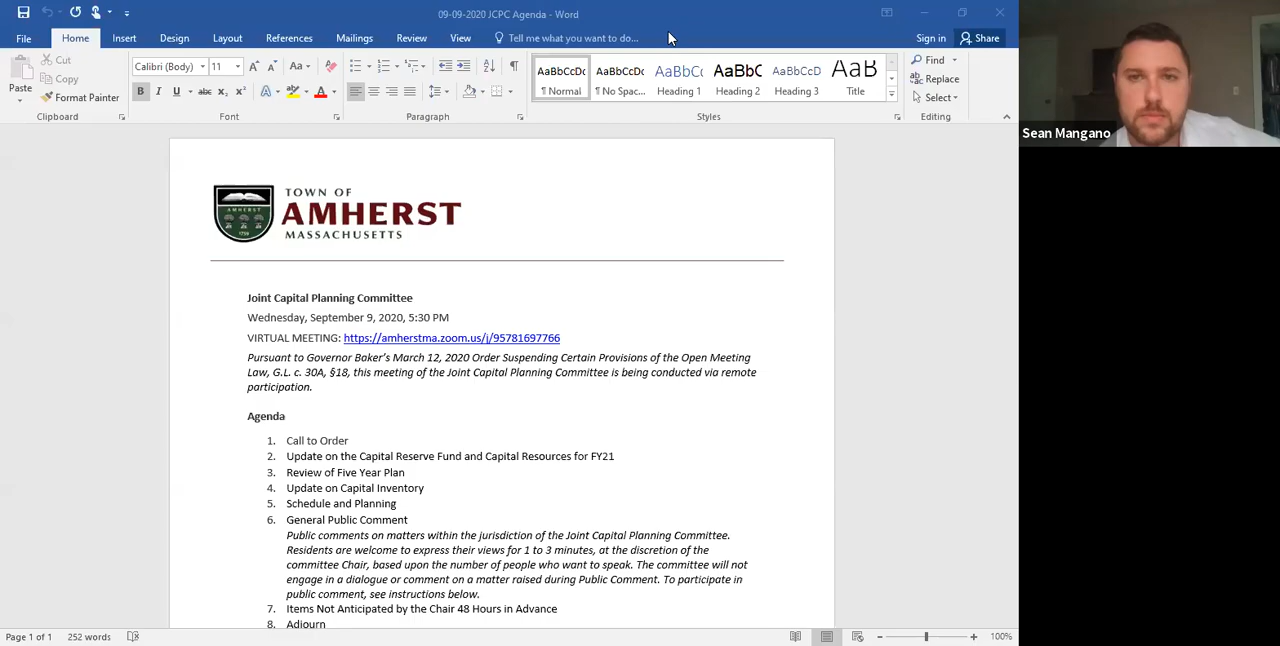 09-09-2020 JCPC Agenda - Word
File Home Insert Design Layout References Mailings Review View Tell me what you want to do... Sign in Share
Paste Cut Copy Format Painter
Calibri (Body) 11
AaBbCcDc AaBbCcDc AaBbCc AaBbC AaBbCcD AaB
¶ Normal ¶ No Spac... Heading 1 Heading 2 Heading 3 Title
Find Replace Select
Clipboard Font Paragraph Styles Editing
Sean Mangano
TOWN OF
AMHERST
MASSACHUSETTS
AMHERST
1759
Joint Capital Planning Committee
Wednesday, September 9, 2020, 5:30 PM
VIRTUAL MEETING: https://amherstma.zoom.us/j/95781697766
Pursuant to Governor Baker's March 12, 2020 Order Suspending Certain Provisions of the Open Meeting
Law, G.L. c. 30A, §18, this meeting of the Joint Capital Planning Committee is being conducted via remote
participation.
Agenda
1. Call to Order
2. Update on the Capital Reserve Fund and Capital Resources for FY21
3. Review of Five Year Plan
4. Update on Capital Inventory
5. Schedule and Planning
6. General Public Comment
Public comments on matters within the jurisdiction of the Joint Capital Planning Committee.
Residents are welcome to express their views for 1 to 3 minutes, at the discretion of the
committee Chair, based upon the number of people who want to speak. The committee will not
engage in a dialogue or comment on a matter raised during Public Comment. To participate in
public comment, see instructions below.
7. Items Not Anticipated by the Chair 48 Hours in Advance
8. Adjourn
Page 1 of 1 252 words 100%